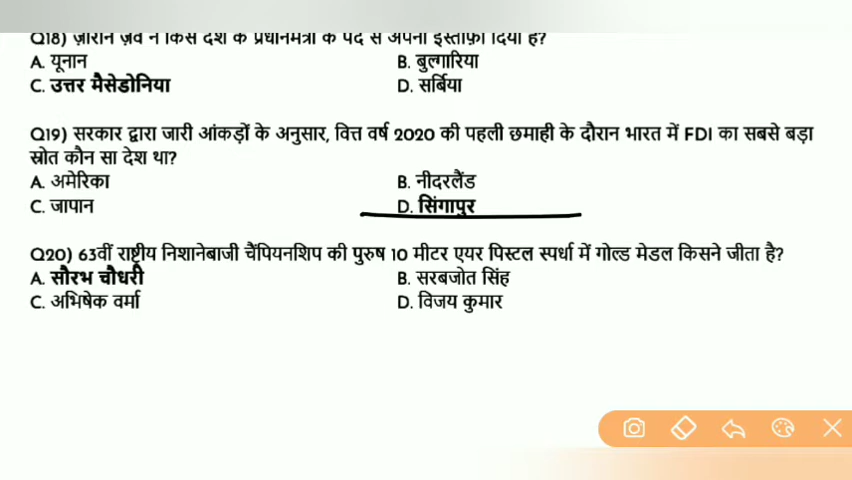 Q18) ज़ोरान ज़ेव ने किस देश के प्रधानमंत्री के पद से अपना इस्तीफ़ा दिया है?
A. यूनान B. बुल्गारिया
C. उत्तर मैसेडोनिया D. सर्बिया
Q19) सरकार द्वारा जारी आंकड़ों के अनुसार, वित्त वर्ष 2020 की पहली छमाही के दौरान भारत में FDI का सबसे बड़ा
स्रोत कौन सा देश था?
A. अमेरिका B. नीदरलैंड
C. जापान D. सिंगापुर
Q20) 63वीं राष्ट्रीय निशानेबाजी चैंपियनशिप की पुरुष 10 मीटर एयर पिस्टल स्पर्धा में गोल्ड मेडल किसने जीता है?
A. सौरभ चौधरी B. सरबजोत सिंह
C. अभिषेक वर्मा D. विजय कुमार